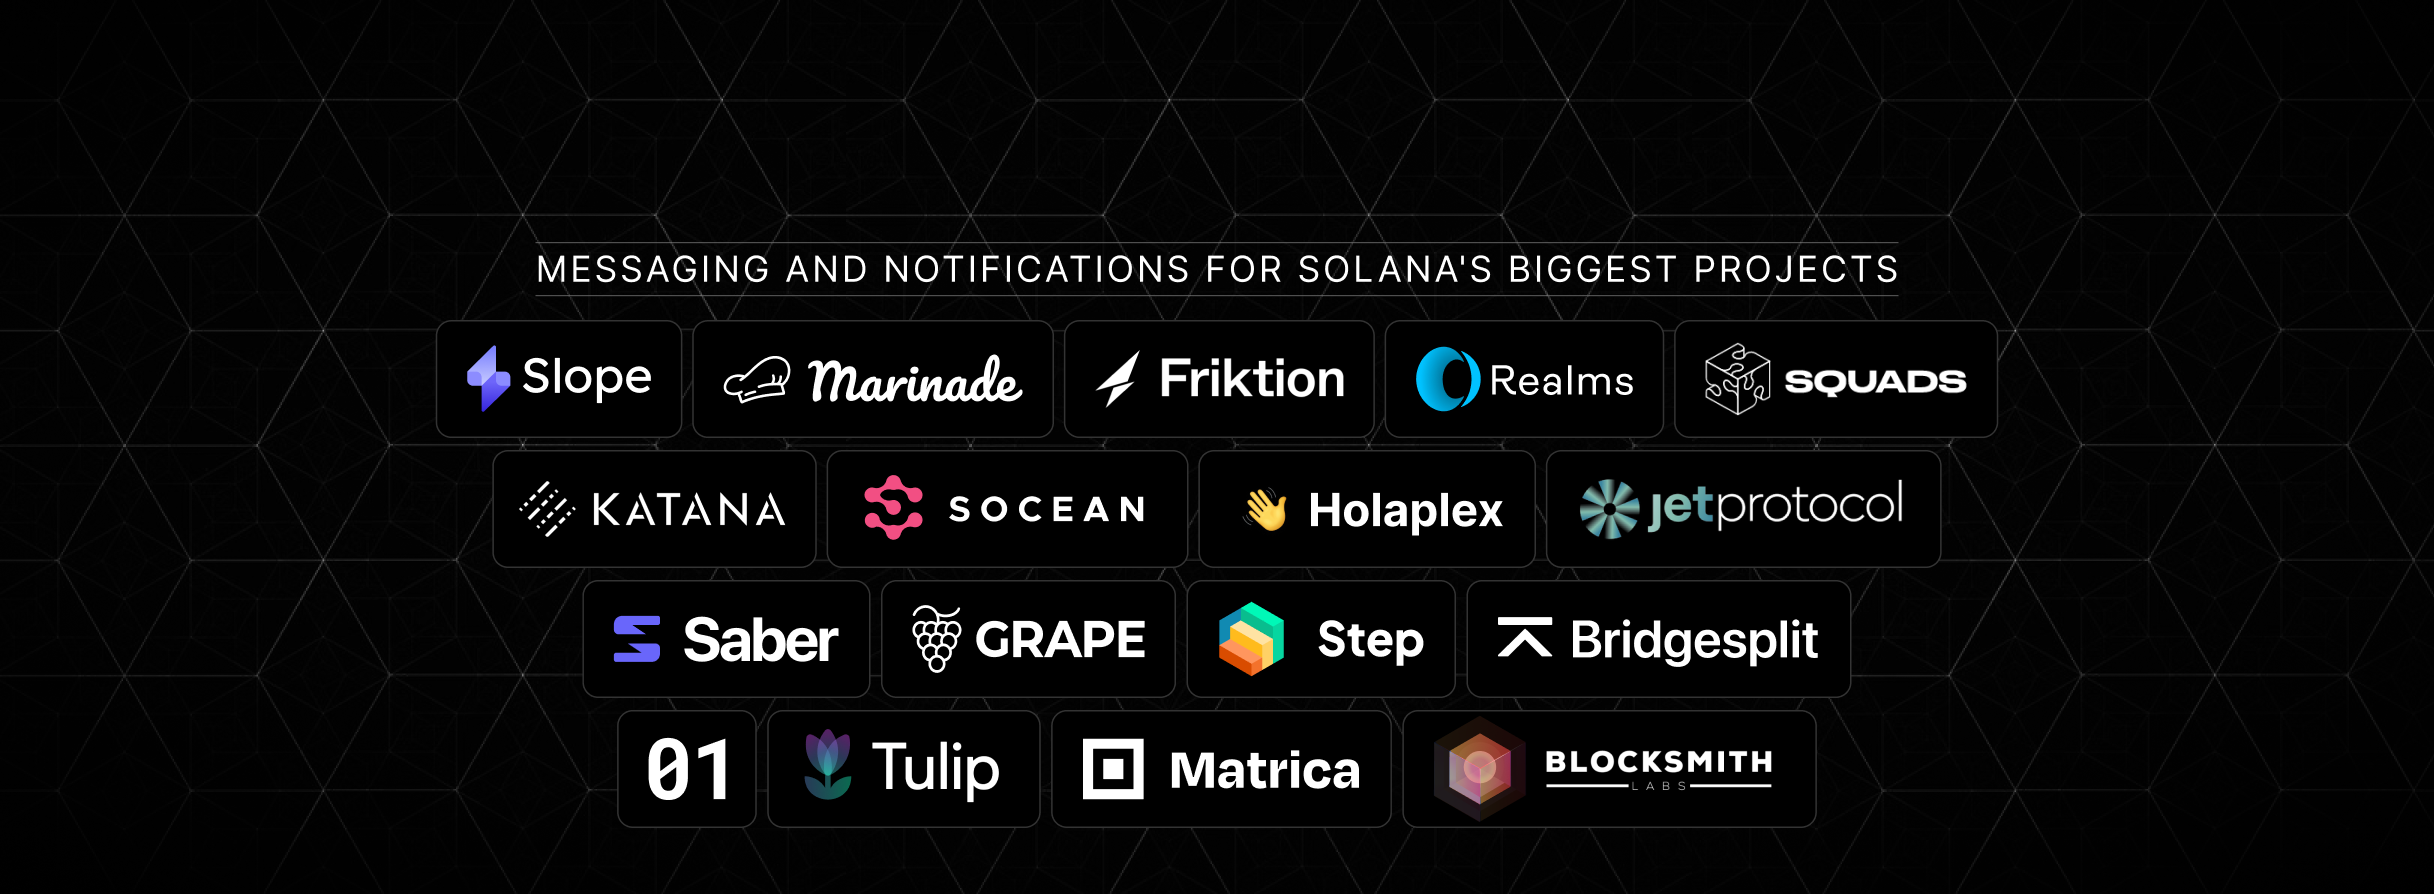 MESSAGING AND NOTIFICATIONS FOR SOLANA'S BIGGEST PROJECTS
Slope Marinade Friktion Realms SQUADS
KATANA SOCEAN Holaplex jetprotocol
Saber GRAPE Step Bridgesplit
01 Tulip Matrica BLOCKSMITH
LABS